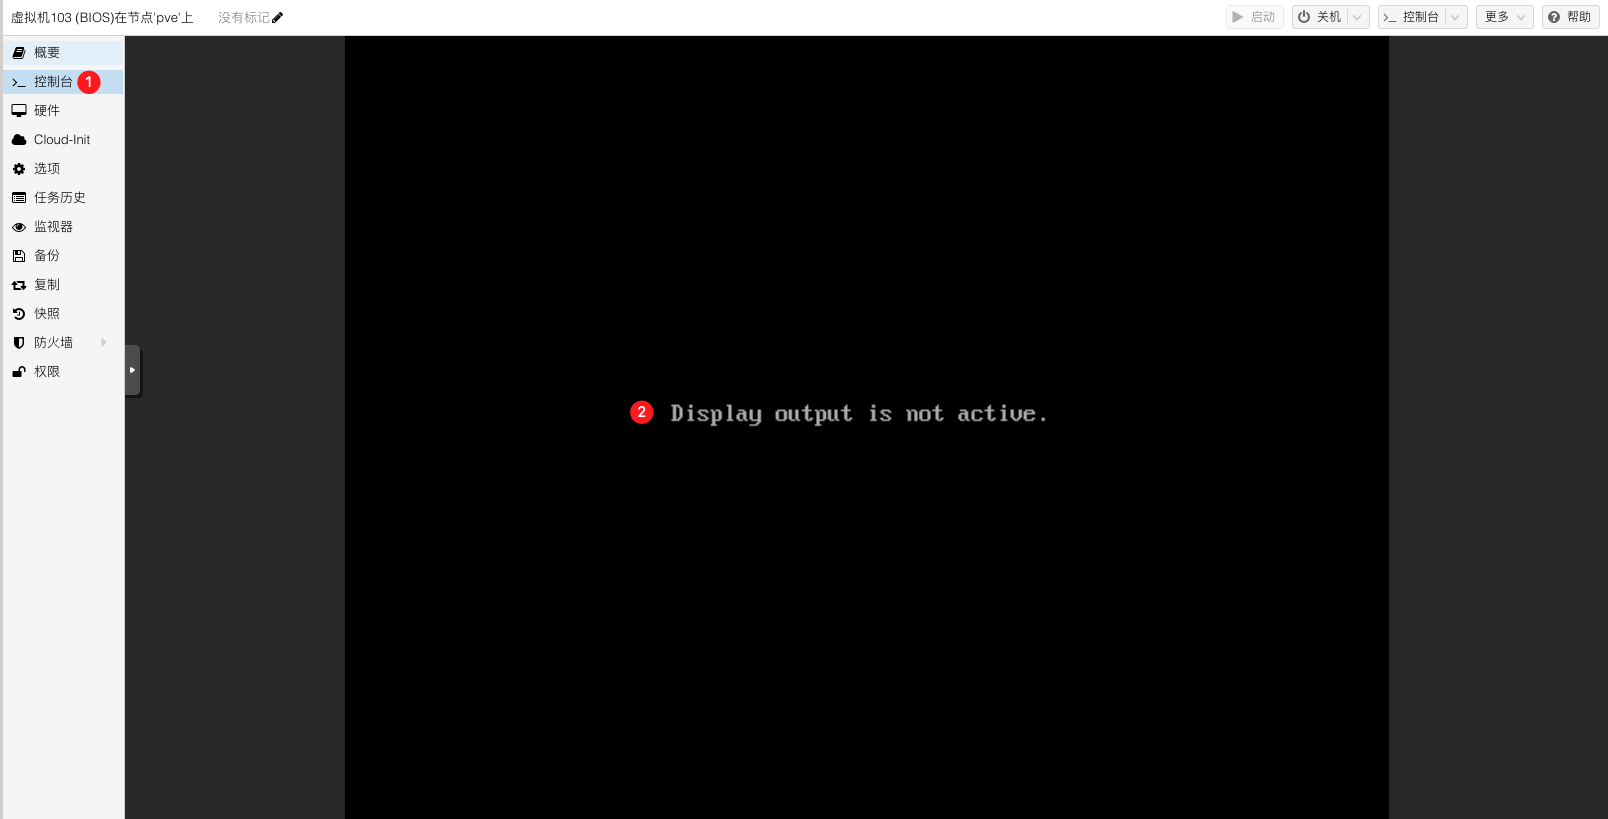 虚拟机103 (BIOS)在节点'pve'上 没有标记 启动 关机 控制台 更多 帮助
概要
控制台 1
硬件
Cloud-Init
选项
任务历史
监视器
备份
复制
快照
防火墙
权限
2 Display output is not active.